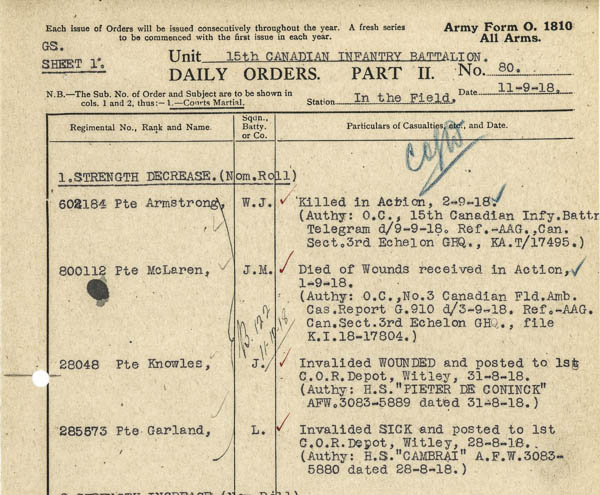 Each issue of Orders will be issued consecutively throughout the year. A fresh series
to be commenced with the first issue in each year.
Army Form O. 1810
All Arms.
GS.
SHEET 1.
Unit 15th CANADIAN INFANTRY BATTALION.
DAILY ORDERS. PART II. No. 80.
N.B.—The Sub. No. of Order and Subject are to be shown in
cols. 1 and 2, thus:— 1.—Courts Martial.
Station In the Field. Date 11-9-18.
Regimental No., Rank and Name.
Sqdn., Batty. or Co.
Particulars of Casualties, etc., and Date.
1.STRENGTH DECREASE.(Nom.Roll)
602184 Pte Armstrong, W.J. Killed in Action, 2-9-18.
(Authy: O.C., 15th Canadian Infy.Battn
Telegram d/9-9-18. Ref.-AAG.,Can.
Sect.3rd Echelon GHQ., KA.T/17495.)
800112 Pte McLaren, J.M. Died of Wounds received in Action,
1-9-18.
(Authy: O.C.,No.3 Canadian Fld.Amb.
Cas.Report G.910 d/3-9-18. Ref.-AAG.
Can.Sect.3rd Echelon GHQ., file
K.I.18-17804.)
28048 Pte Knowles, J. Invalided WOUNDED and posted to 1st
C.O.R.Depot, Witley, 31-8-18.
(Authy: H.S."PIETER DE CONINCK"
AFW.3083-5889 dated 31-8-18.)
285873 Pte Garland, L. Invalided SICK and posted to 1st
C.O.R.Depot, Witley, 28-8-18.
(Authy: H.S."CAMBRAI" A.F.W.3083-
5880 dated 28-8-18.)